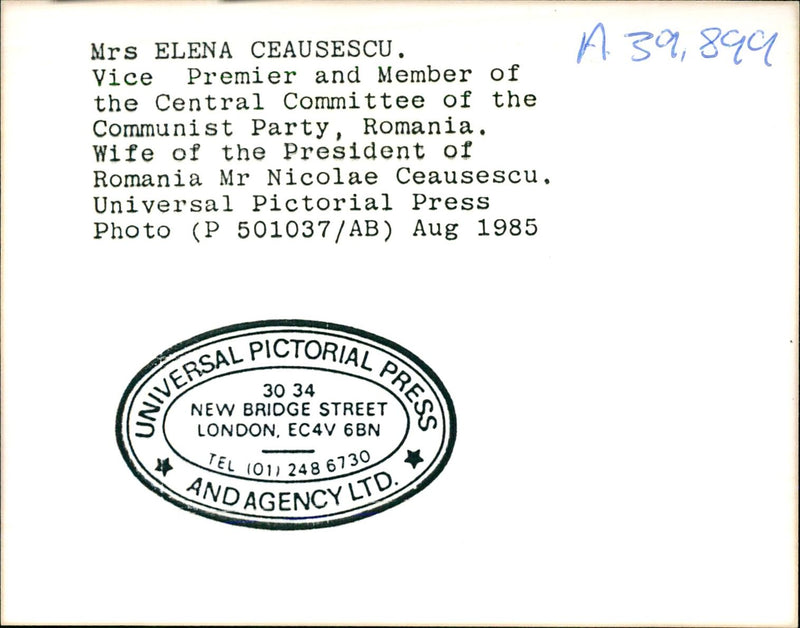 Mrs ELENA CEAUSESCU.
Vice Premier and Member of
the Central Committee of the
Communist Party, Romania.
Wife of the President of
Romania Mr Nicolae Ceausescu.
Universal Pictorial Press
Photo (P 501037/AB) Aug 1985
A 39,899
UNIVERSAL PICTORIAL PRESS
30 34
NEW BRIDGE STREET
LONDON, EC4V 6BN
TEL (01) 248 6730
AND AGENCY LTD.